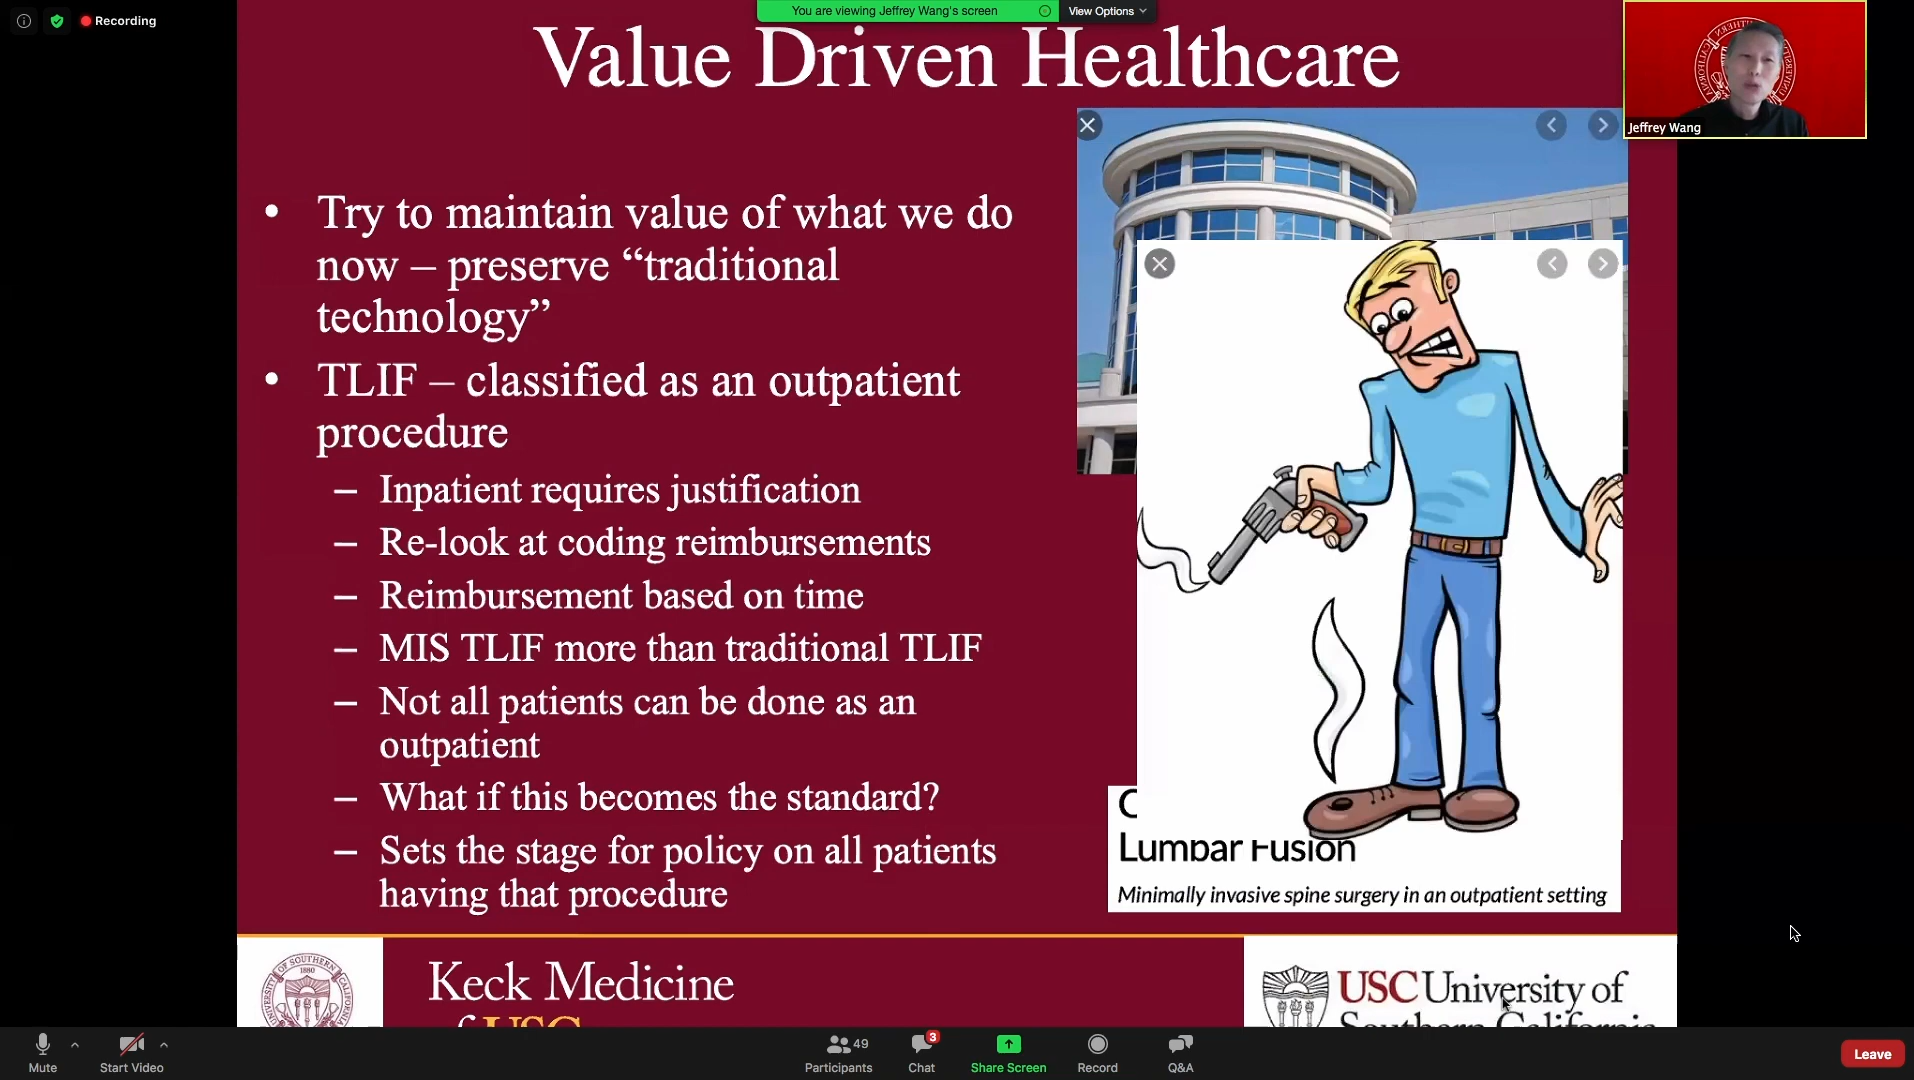 Recording
You are viewing Jeffrey Wang's screen
View Options
Value Driven Healthcare
Jeffrey Wang
• Try to maintain value of what we do
now – preserve “traditional
technology”
• TLIF – classified as an outpatient
procedure
– Inpatient requires justification
– Re-look at coding reimbursements
– Reimbursement based on time
– MIS TLIF more than traditional TLIF
– Not all patients can be done as an
outpatient
– What if this becomes the standard?
– Sets the stage for policy on all patients
having that procedure
Lumbar Fusion
Minimally invasive spine surgery in an outpatient setting
Keck Medicine
of USC
USC University of
Southern California
Mute
Start Video
49
Participants
3
Chat
Share Screen
Record
Q&A
Leave